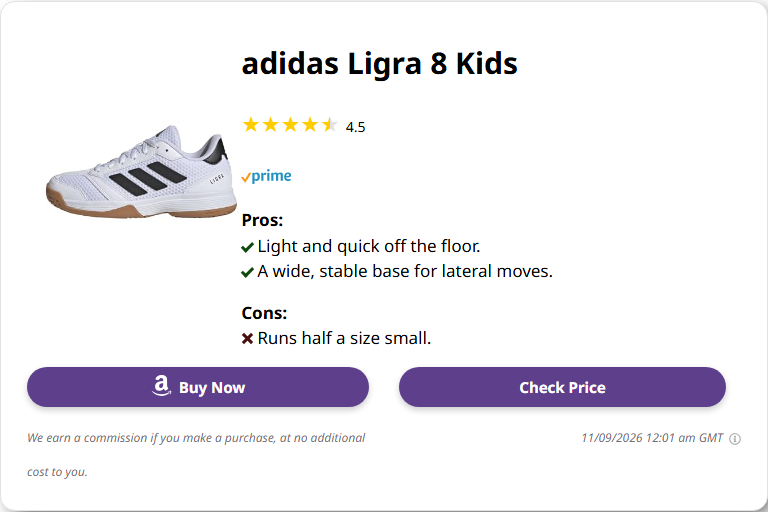 adidas Ligra 8 Kids
4.5
prime
Pros:
Light and quick off the floor.
A wide, stable base for lateral moves.
Cons:
Runs half a size small.
Buy Now
Check Price
We earn a commission if you make a purchase, at no additional
cost to you.
11/09/2026 12:01 am GMT
LIGRA